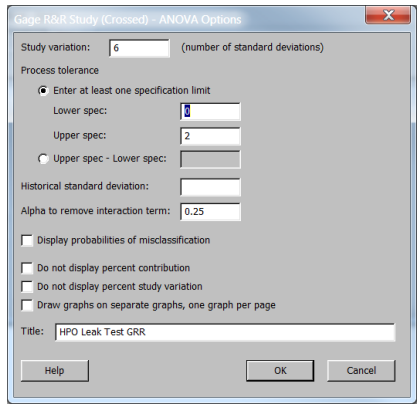 Gage R&R Study (Crossed) - ANOVA Options
Study variation: 6 (number of standard deviations)
Process tolerance
Enter at least one specification limit
Lower spec: 0
Upper spec: 2
Upper spec - Lower spec:
Historical standard deviation:
Alpha to remove interaction term: 0.25
Display probabilities of misclassification
Do not display percent contribution
Do not display percent study variation
Draw graphs on separate graphs, one graph per page
Title: HPO Leak Test GRR
Help OK Cancel